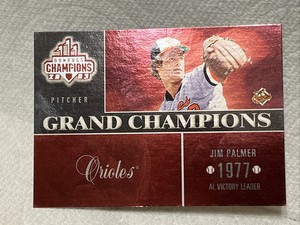 DONRUSS
CHAMPIONS
2003
PITCHER
GRAND CHAMPIONS
Orioles
JIM PALMER
1977
AL VICTORY LEADER